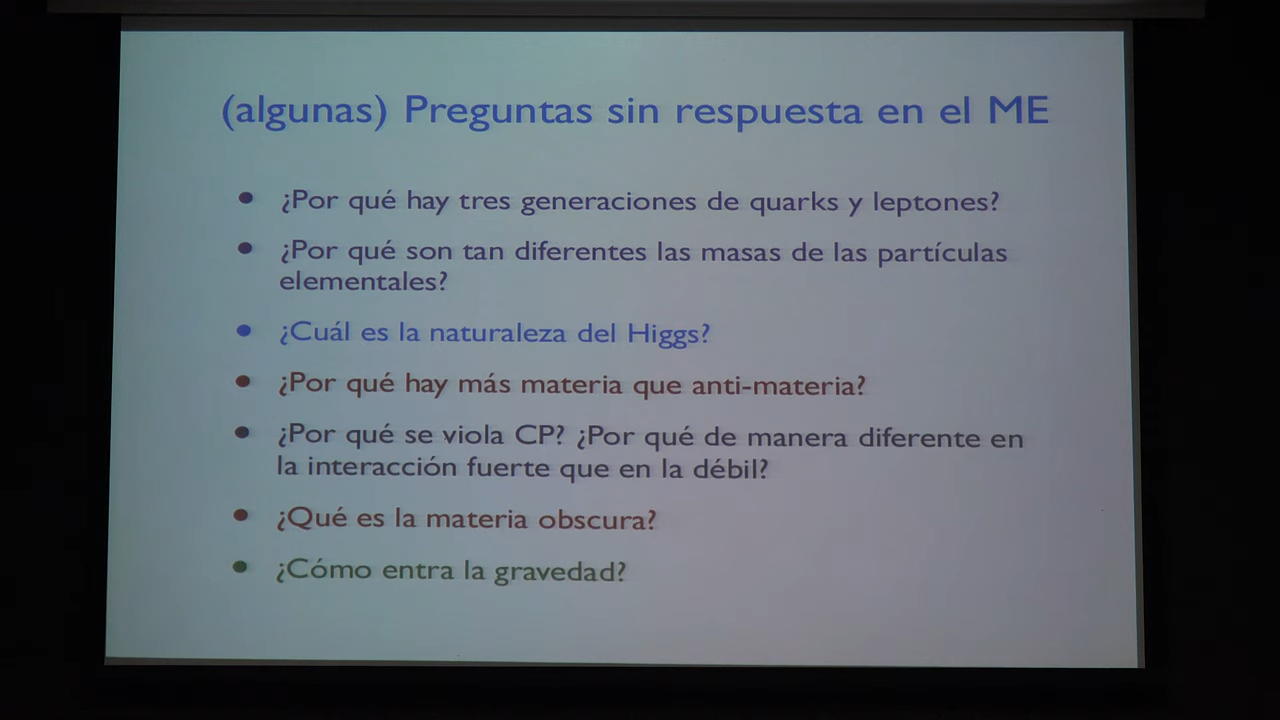 (algunas) Preguntas sin respuesta en el ME
• ¿Por qué hay tres generaciones de quarks y leptones?
• ¿Por qué son tan diferentes las masas de las partículas
elementales?
• ¿Cuál es la naturaleza del Higgs?
• ¿Por qué hay más materia que anti-materia?
• ¿Por qué se viola CP? ¿Por qué de manera diferente en
la interacción fuerte que en la débil?
• ¿Qué es la materia obscura?
• ¿Cómo entra la gravedad?